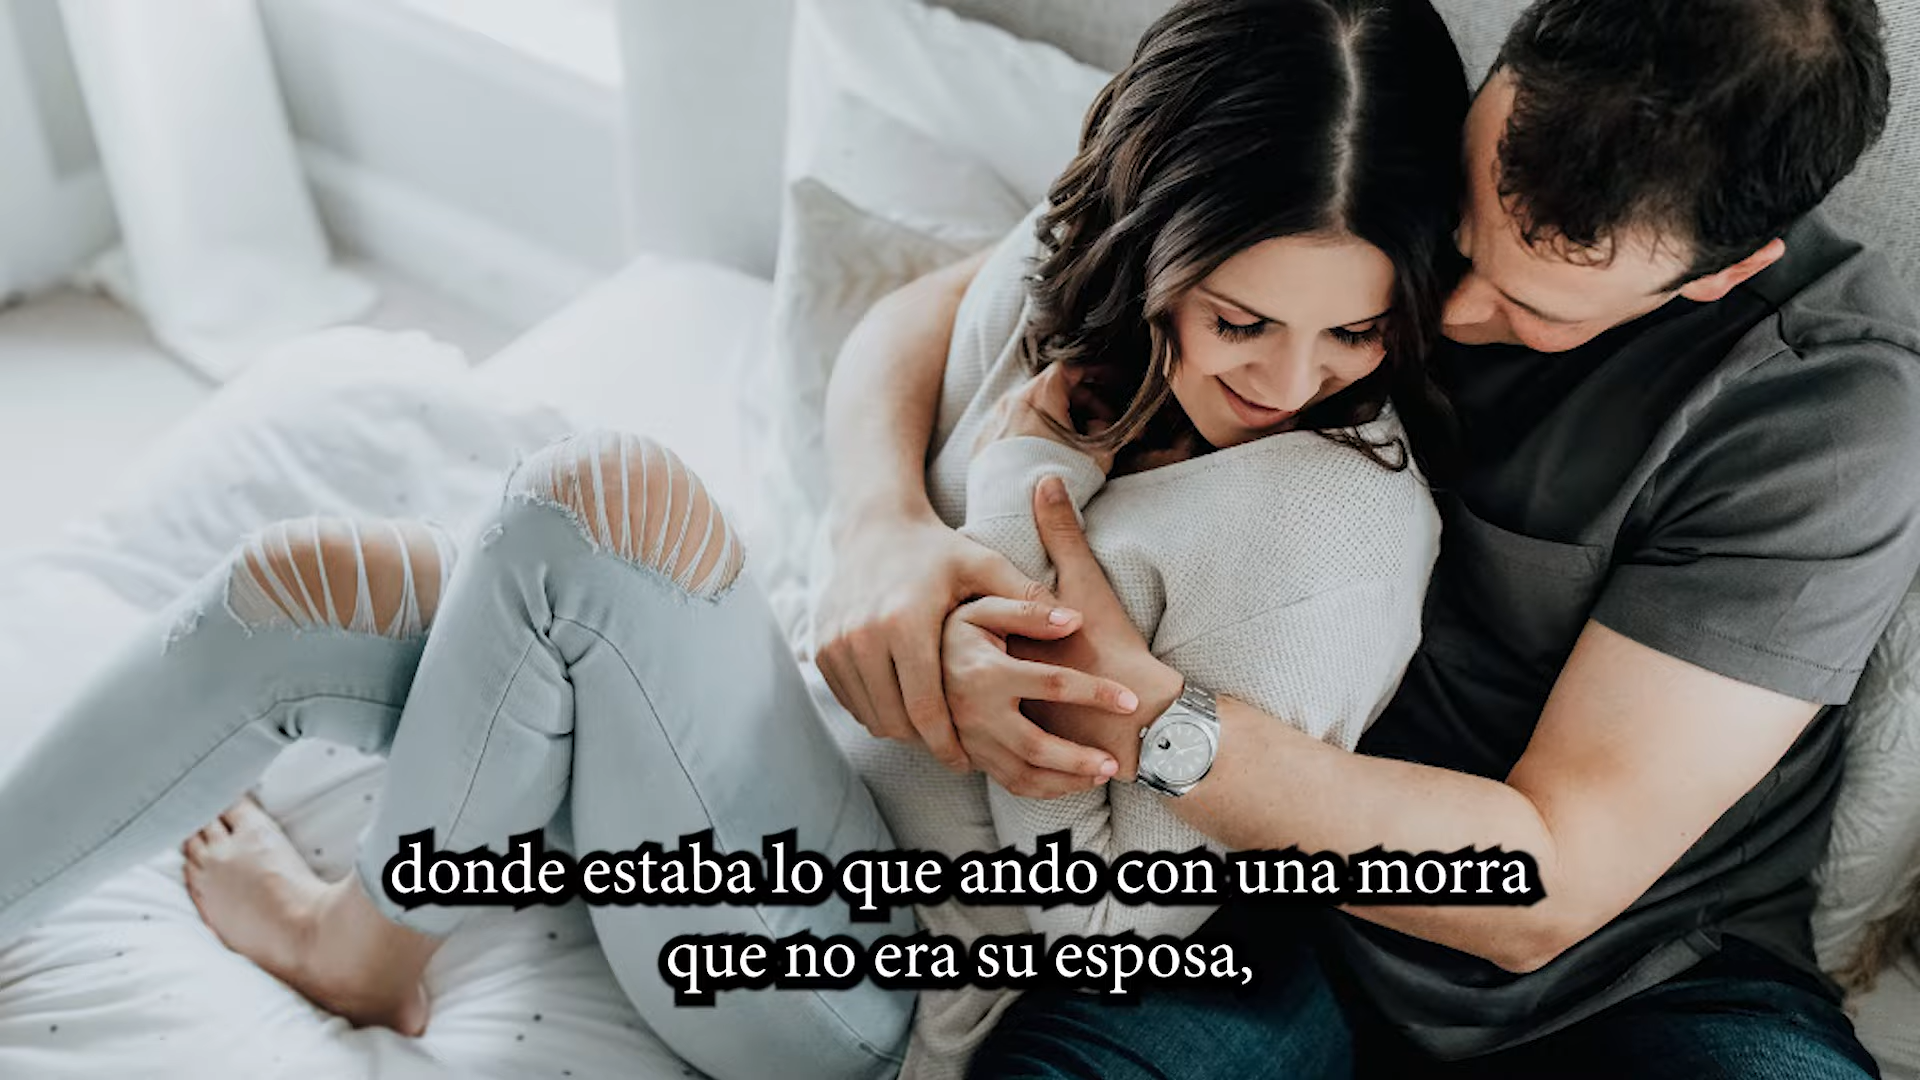 donde estaba lo que ando con una morra
que no era su esposa,